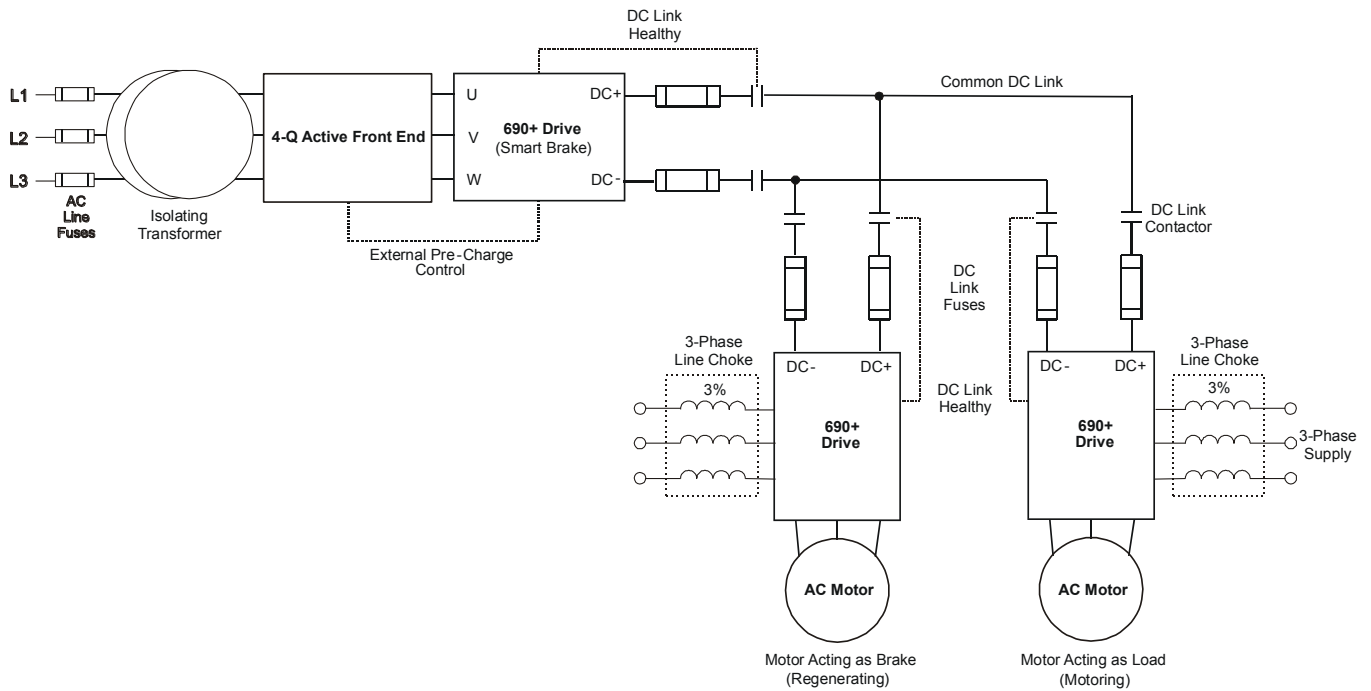 DC Link
Healthy
L1
L2
L3
AC
Line
Fuses
Isolating
Transformer
4-Q Active Front End
U
V
W
690+ Drive
(Smart Brake)
DC+
DC-
External Pre-Charge
Control
Common DC Link
DC Link
Contactor
DC
Link
Fuses
DC Link
Healthy
3-Phase
Line Choke
3%
DC-
DC+
690+
Drive
AC Motor
Motor Acting as Brake
(Regenerating)
DC-
DC+
690+
Drive
3-Phase
Line Choke
3%
3-Phase
Supply
AC Motor
Motor Acting as Load
(Motoring)